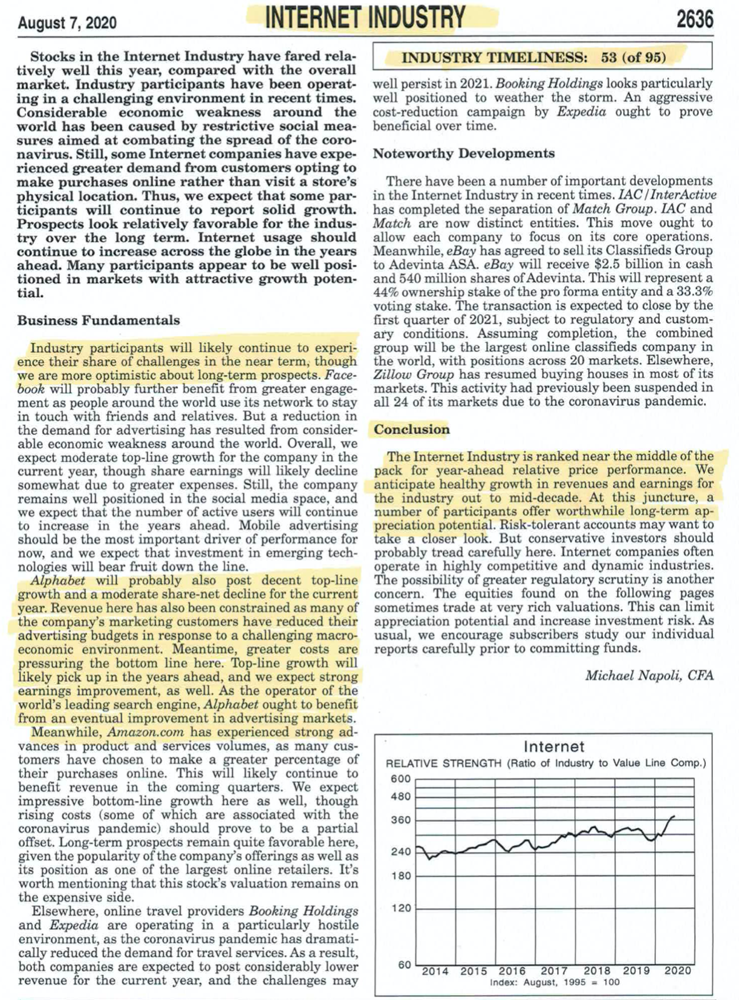 August 7, 2020
INTERNET INDUSTRY
2636
Stocks in the Internet Industry have fared rela-
tively well this year, compared with the overall
market. Industry participants have been operat-
ing in a challenging environment in recent times.
Considerable economic weakness around the
world has been caused by restrictive social mea-
sures aimed at combating the spread of the coro-
navirus. Still, some Internet companies have expe-
rienced greater demand from customers opting to
make purchases online rather than visit a store's
physical location. Thus, we expect that some par-
ticipants will continue to report solid growth.
Prospects look relatively favorable for the indus-
try over the long term. Internet usage should
continue to increase across the globe in the years
ahead. Many participants appear to be well posi-
tioned in markets with attractive growth poten-
tial.
Business Fundamentals
Industry participants will likely continue to experi-
ence their share of challenges in the near term, though
we are more optimistic about long-term prospects. Face-
book will probably further benefit from greater engage-
ment as people around the world use its network to stay
in touch with friends and relatives. But a reduction in
the demand for advertising has resulted from consider-
able economic weakness around the world. Overall, we
expect moderate top-line growth for the company in the
current year, though share earnings will likely decline
somewhat due to greater expenses. Still, the company
remains well positioned in the social media space, and
we expect that the number of active users will continue
to increase in the years ahead. Mobile advertising
should be the most important driver of performance for
now, and we expect that investment in emerging tech-
nologies will bear fruit down the line.
Alphabet will probably also post decent top-line
growth and a moderate share-net decline for the current
year. Revenue here has also been constrained as many of
the company's marketing customers have reduced their
advertising budgets in response to a challenging macro-
economic environment. Meantime, greater costs are
pressuring the bottom line here. Top-line growth will
likely pick up in the years ahead, and we expect strong
earnings improvement, as well. As the operator of the
world's leading search engine, Alphabet ought to benefit
from an eventual improvement in advertising markets.
Meanwhile, Amazon.com has experienced strong ad-
vances in product and services volumes, as many cus-
tomers have chosen to make a greater percentage of
their purchases online. This will likely continue to
benefit revenue in the coming quarters. We expect
impressive bottom-line growth here as well, though
rising costs (some of which are associated with the
coronavirus pandemic) should prove to be a partial
offset. Long-term prospects remain quite favorable here,
given the popularity of the company's offerings as well as
its position as one of the largest online retailers. It's
worth mentioning that this stock's valuation remains on
the expensive side.
Elsewhere, online travel providers Booking Holdings
and Expedia are operating in a particularly hostile
environment, as the coronavirus pandemic has dramati-
cally reduced the demand for travel services. As a result,
both companies are expected to post considerably lower
revenue for the current year, and the challenges may
INDUSTRY TIMELINESS: 53 (of 95)
well persist in 2021. Booking Holdings looks particularly
well positioned to weather the storm. An aggressive
cost-reduction campaign by Expedia ought to prove
beneficial over time.
Noteworthy Developments
There have been a number of important developments
in the Internet Industry in recent times. IAC/InterActive
has completed the separation of Match Group. IAC and
Match are now distinct entities. This move ought to
allow each company to focus on its core operations.
Meanwhile, eBay has agreed to sell its Classifieds Group
to Adevinta ASA. eBay will receive $2.5 billion in cash
and 540 million shares of Adevinta. This will represent a
44% ownership stake of the pro forma entity and a 33.3%
voting stake. The transaction is expected to close by the
first quarter of 2021, subject to regulatory and custom-
ary conditions. Assuming completion, the combined
group will be the largest online classifieds company in
the world, with positions across 20 markets. Elsewhere,
Zillow Group has resumed buying houses in most of its
markets. This activity had previously been suspended in
all 24 of its markets due to the coronavirus pandemic.
Conclusion
The Internet Industry is ranked near the middle of the
pack for year-ahead relative price performance. We
anticipate healthy growth in revenues and earnings for
the industry out to mid-decade. At this juncture, a
number of participants offer worthwhile long-term ap-
preciation potential. Risk-tolerant accounts may want to
take a closer look. But conservative investors should
probably tread carefully here. Internet companies often
operate in highly competitive and dynamic industries.
The possibility of greater regulatory scrutiny is another
concern. The equities found on the following pages
sometimes trade at very rich valuations. This can limit
appreciation potential and increase investment risk. As
usual, we encourage subscribers study our individual
reports carefully prior to committing funds.
Michael Napoli, CFA
Internet
RELATIVE STRENGTH (Ratio of Industry to Value Line Comp.)
600
480
360
240
180
120
60
2014 2015 2016 2017 2018 2019 2020
Index: August, 1995 = 100